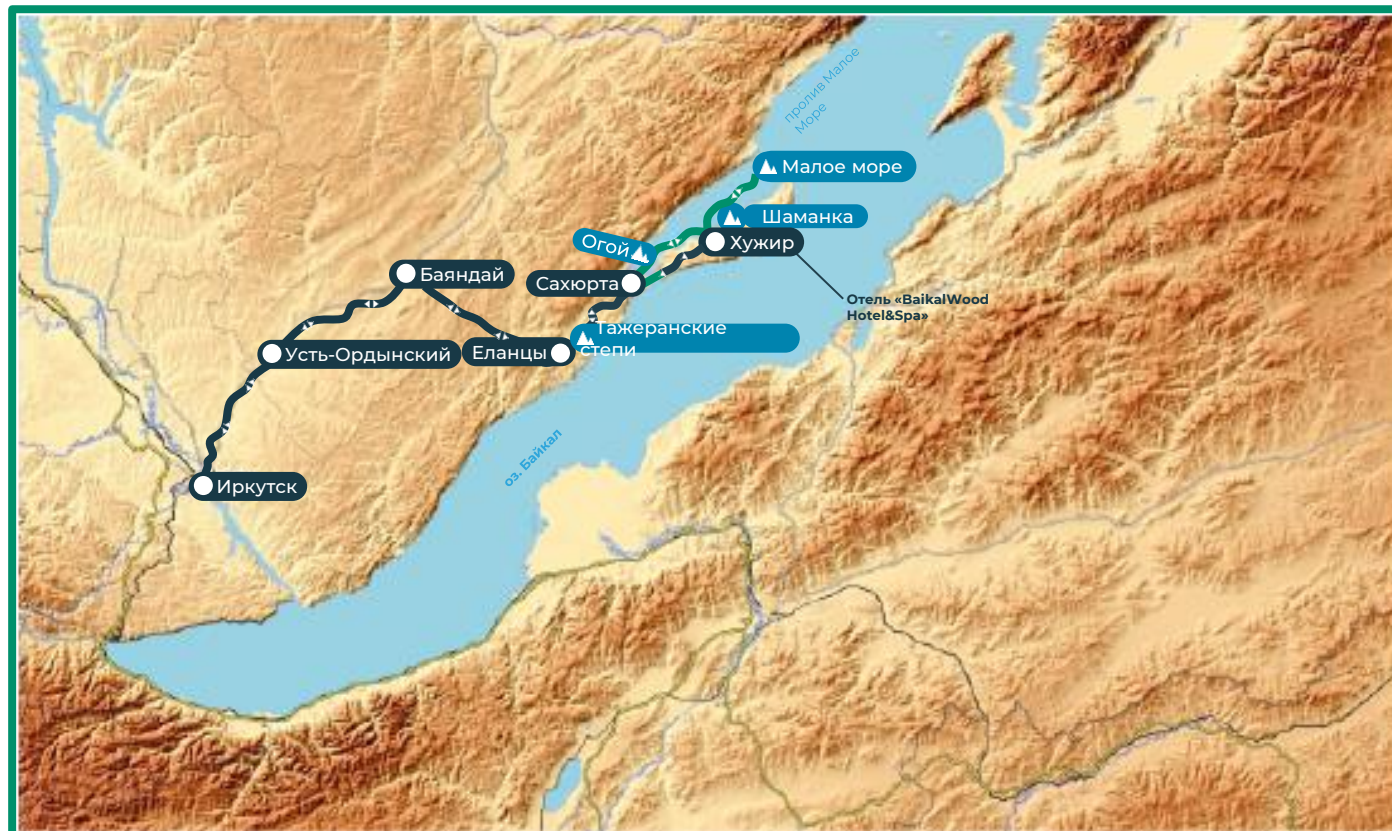 пролив Малое
Море
Малое море
Шаманка
Огой
Хужир
Баяндай
Сахюрта
Отель «BaikalWood
Hotel&Spa»
Тажеранские
степи
Усть-Ордынский
Еланцы
оз. Байкал
Иркутск